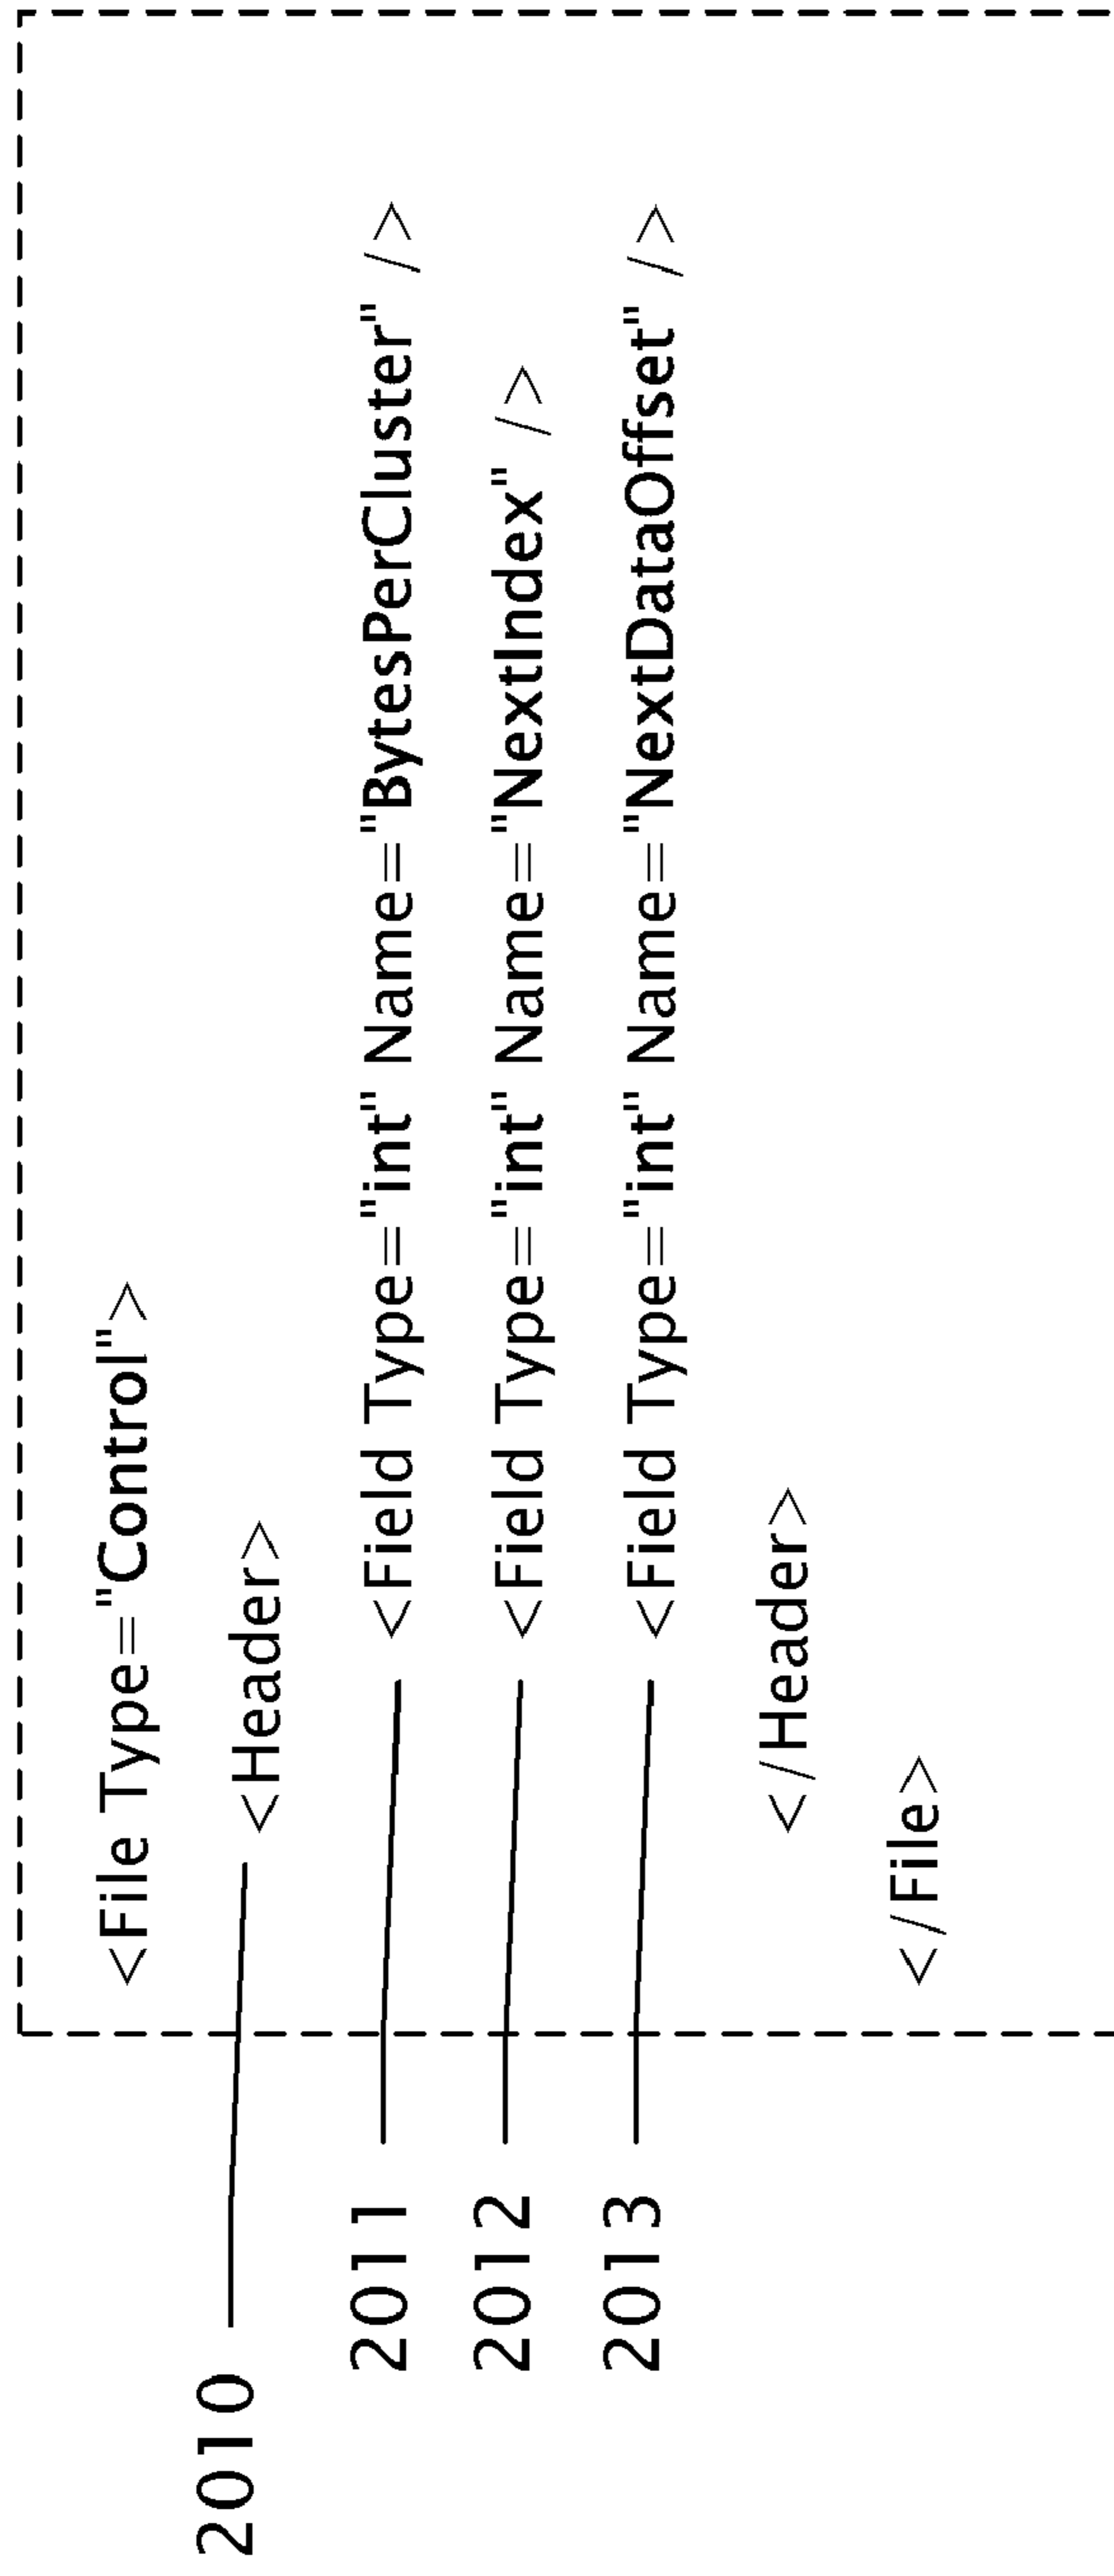 <File Type="Control">
2010 <Header>
2011 <Field Type="int" Name="BytesPerCluster" />
2012 <Field Type="int" Name="NextIndex" />
2013 <Field Type="int" Name="NextDataOffset" />
</Header>
</File>